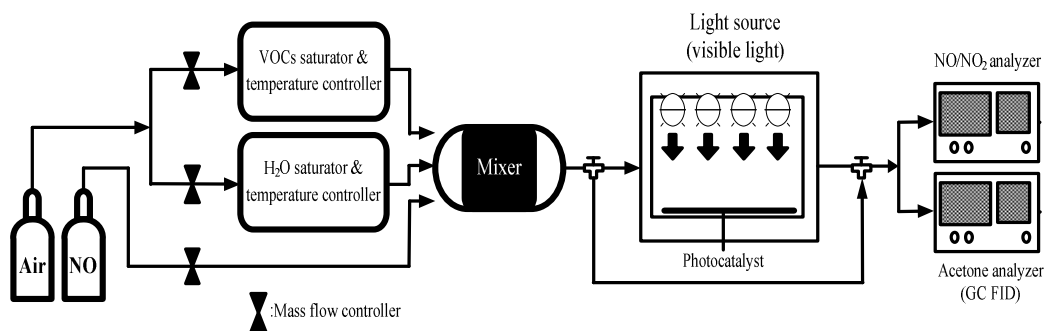 VOCs saturator &
temperature controller
H₂O saturator &
temperature controller
Air
NO
:Mass flow controller
Mixer
Light source
(visible light)
Photocatalyst
NO/NO₂ analyzer
Acetone analyzer
(GC FID)